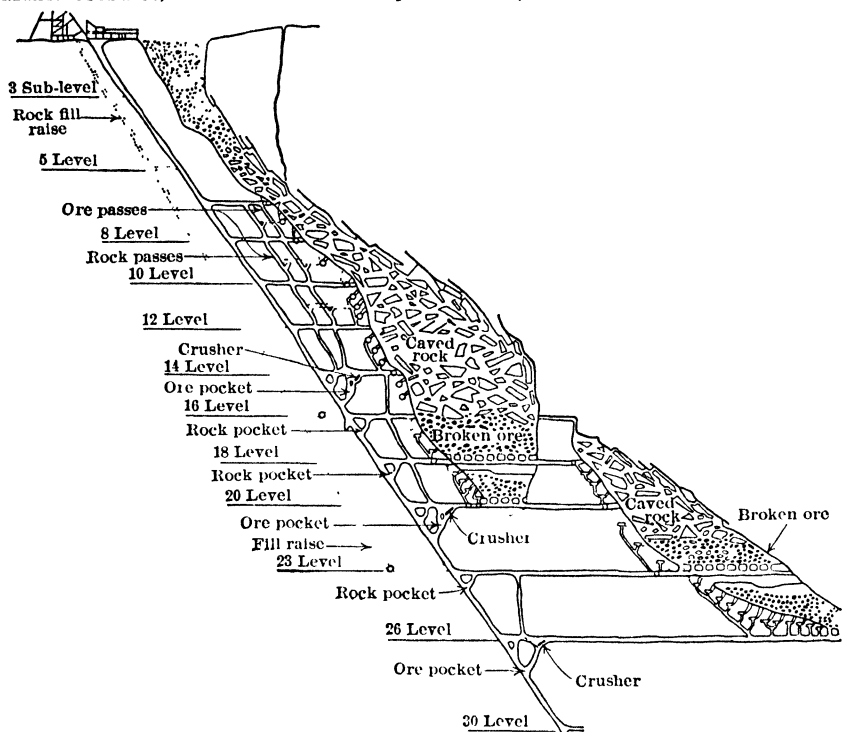 3 Sub-level
Rock fill
raise
5 Level
Ore passes
8 Level
Rock passes
10 Level
12 Level
Crusher
14 Level
Ore pocket
16 Level
Rock pocket
18 Level
Rock pocket
20 Level
Ore pocket
Fill raise
23 Level
Rock pocket
26 Level
Ore pocket
30 Level
Caved
rock
Broken ore
Crusher
Caved
rock
Broken ore
Crusher